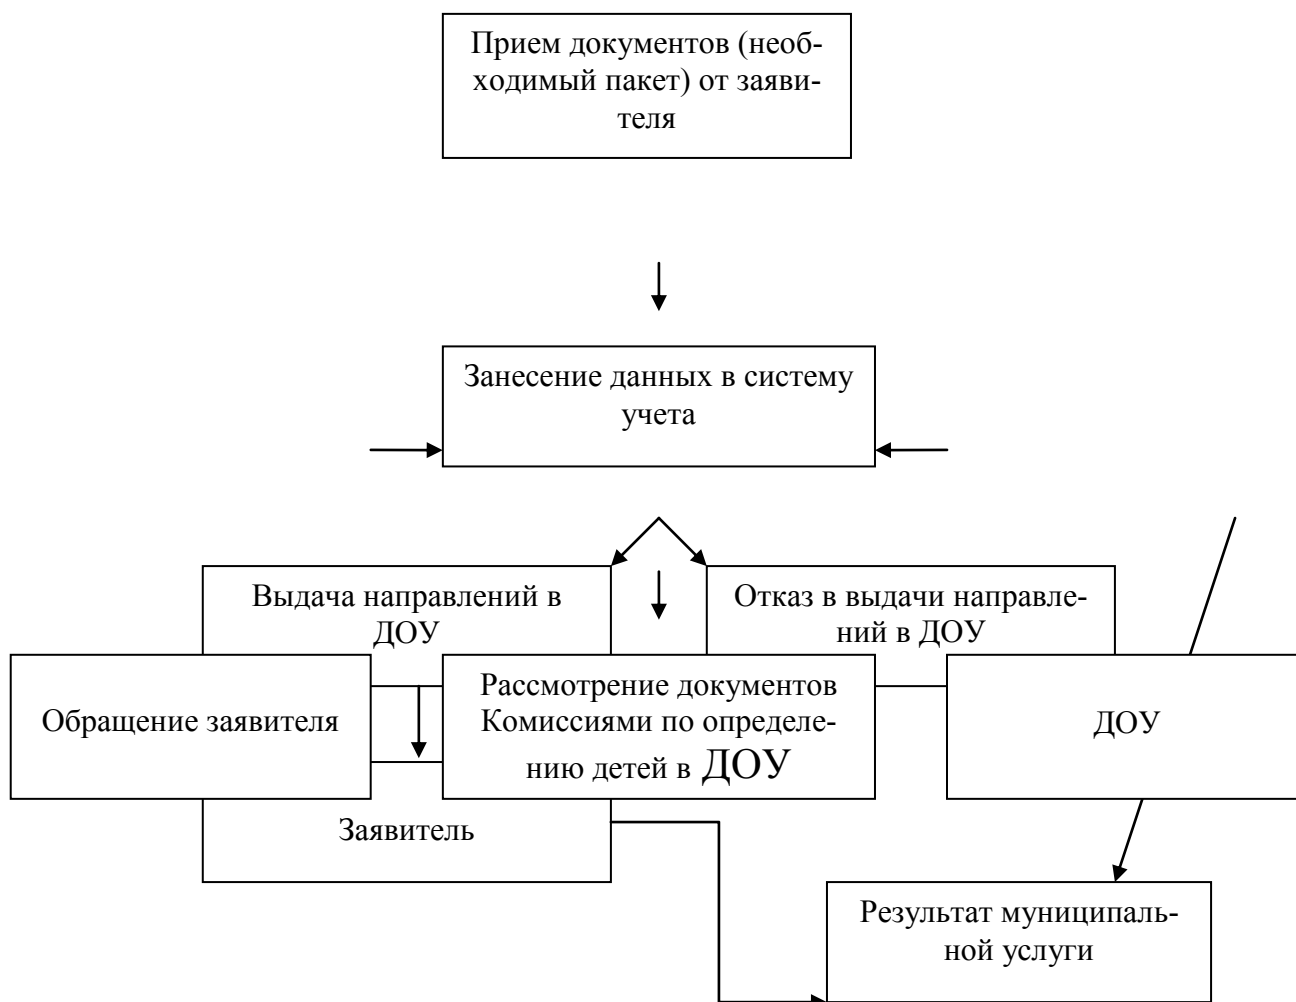 Прием документов (необ-
ходимый пакет) от заяви-
теля
Занесение данных в систему
учета
Выдача направлений в
ДОУ
Отказ в выдачи направле-
ний в ДОУ
Обращение заявителя
Рассмотрение документов
Комиссиями по определе-
нию детей в ДОУ
ДОУ
Заявитель
Результат муниципаль-
ной услуги